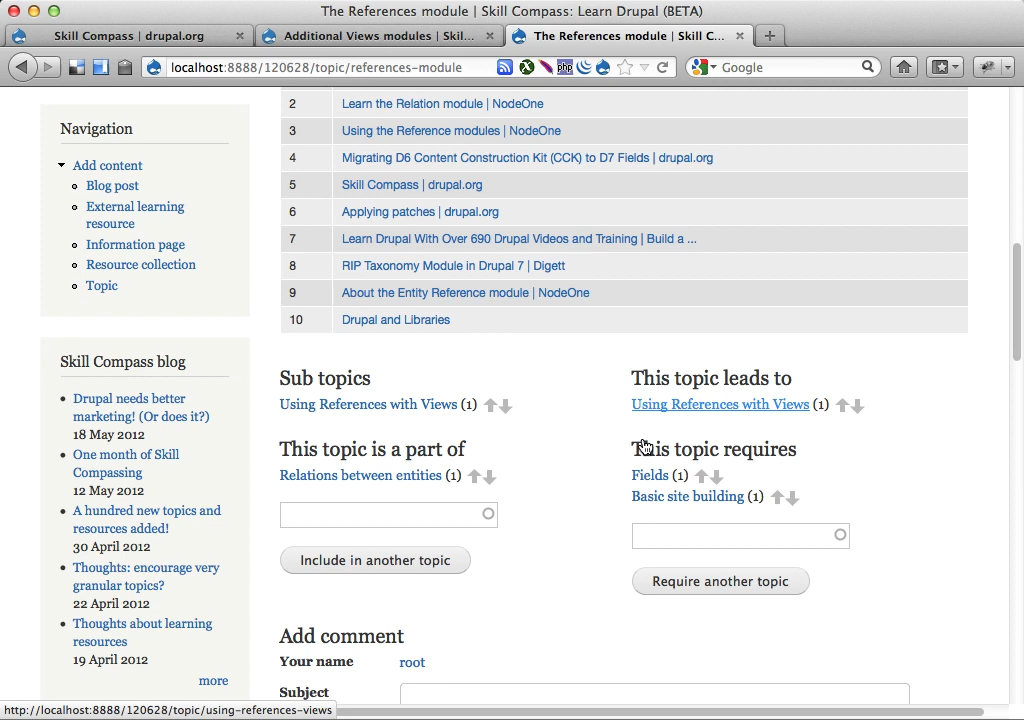 The References module | Skill Compass: Learn Drupal (BETA)
Skill Compass | drupal.org
Additional Views modules | Skil...
The References module | Skill C...
localhost:8888/120628/topic/references-module
php
Google
Navigation
Add content
Blog post
External learning
resource
Information page
Resource collection
Topic
Skill Compass blog
Drupal needs better
marketing! (Or does it?)
18 May 2012
One month of Skill
Compassing
12 May 2012
A hundred new topics and
resources added!
30 April 2012
Thoughts: encourage very
granular topics?
22 April 2012
Thoughts about learning
resources
19 April 2012
more
2 Learn the Relation module | NodeOne
3 Using the Reference modules | NodeOne
4 Migrating D6 Content Construction Kit (CCK) to D7 Fields | drupal.org
5 Skill Compass | drupal.org
6 Applying patches | drupal.org
7 Learn Drupal With Over 690 Drupal Videos and Training | Build a ...
8 RIP Taxonomy Module in Drupal 7 | Digett
9 About the Entity Reference module | NodeOne
10 Drupal and Libraries
Sub topics
Using References with Views (1)
This topic is a part of
Relations between entities (1)
Include in another topic
This topic leads to
Using References with Views (1)
This topic requires
Fields (1)
Basic site building (1)
Require another topic
Add comment
Your name root
Subject
http://localhost:8888/120628/topic/using-references-views